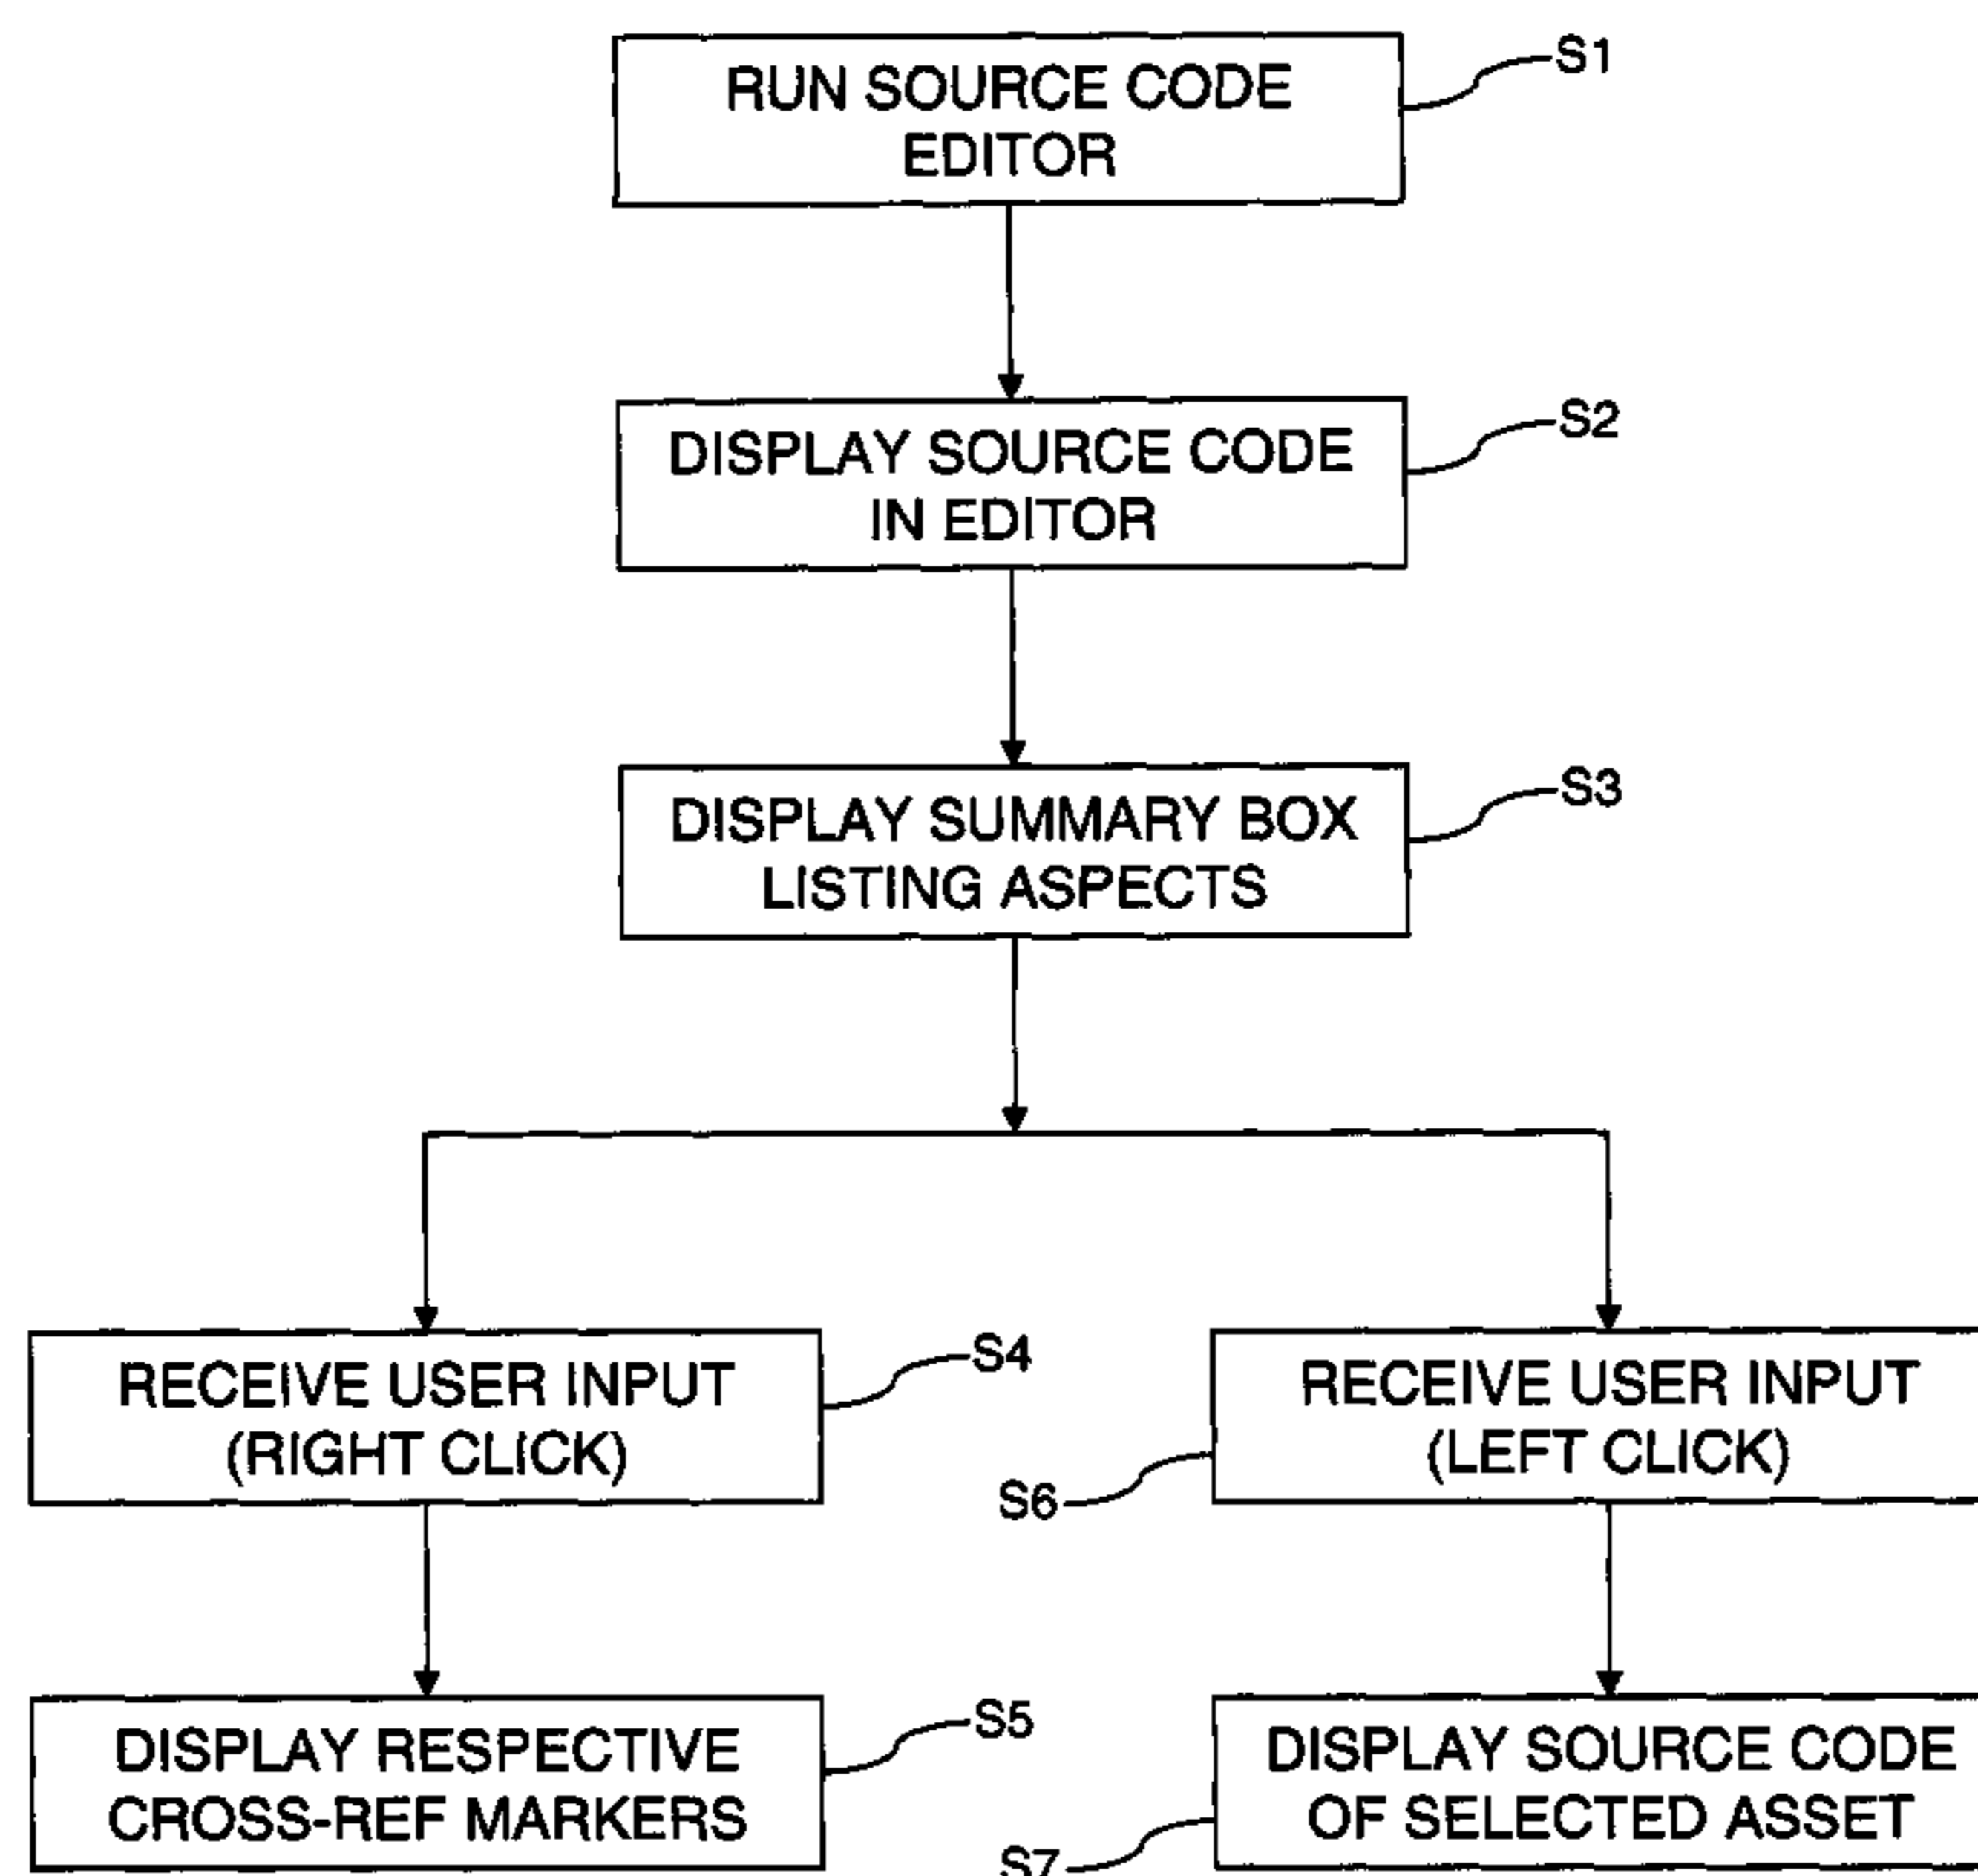 RUN SOURCE CODE
EDITOR
S1
DISPLAY SOURCE CODE
IN EDITOR
S2
DISPLAY SUMMARY BOX
LISTING ASPECTS
S3
RECEIVE USER INPUT
(RIGHT CLICK)
S4
RECEIVE USER INPUT
(LEFT CLICK)
S6
DISPLAY RESPECTIVE
CROSS-REF MARKERS
S5
DISPLAY SOURCE CODE
OF SELECTED ASSET
S7